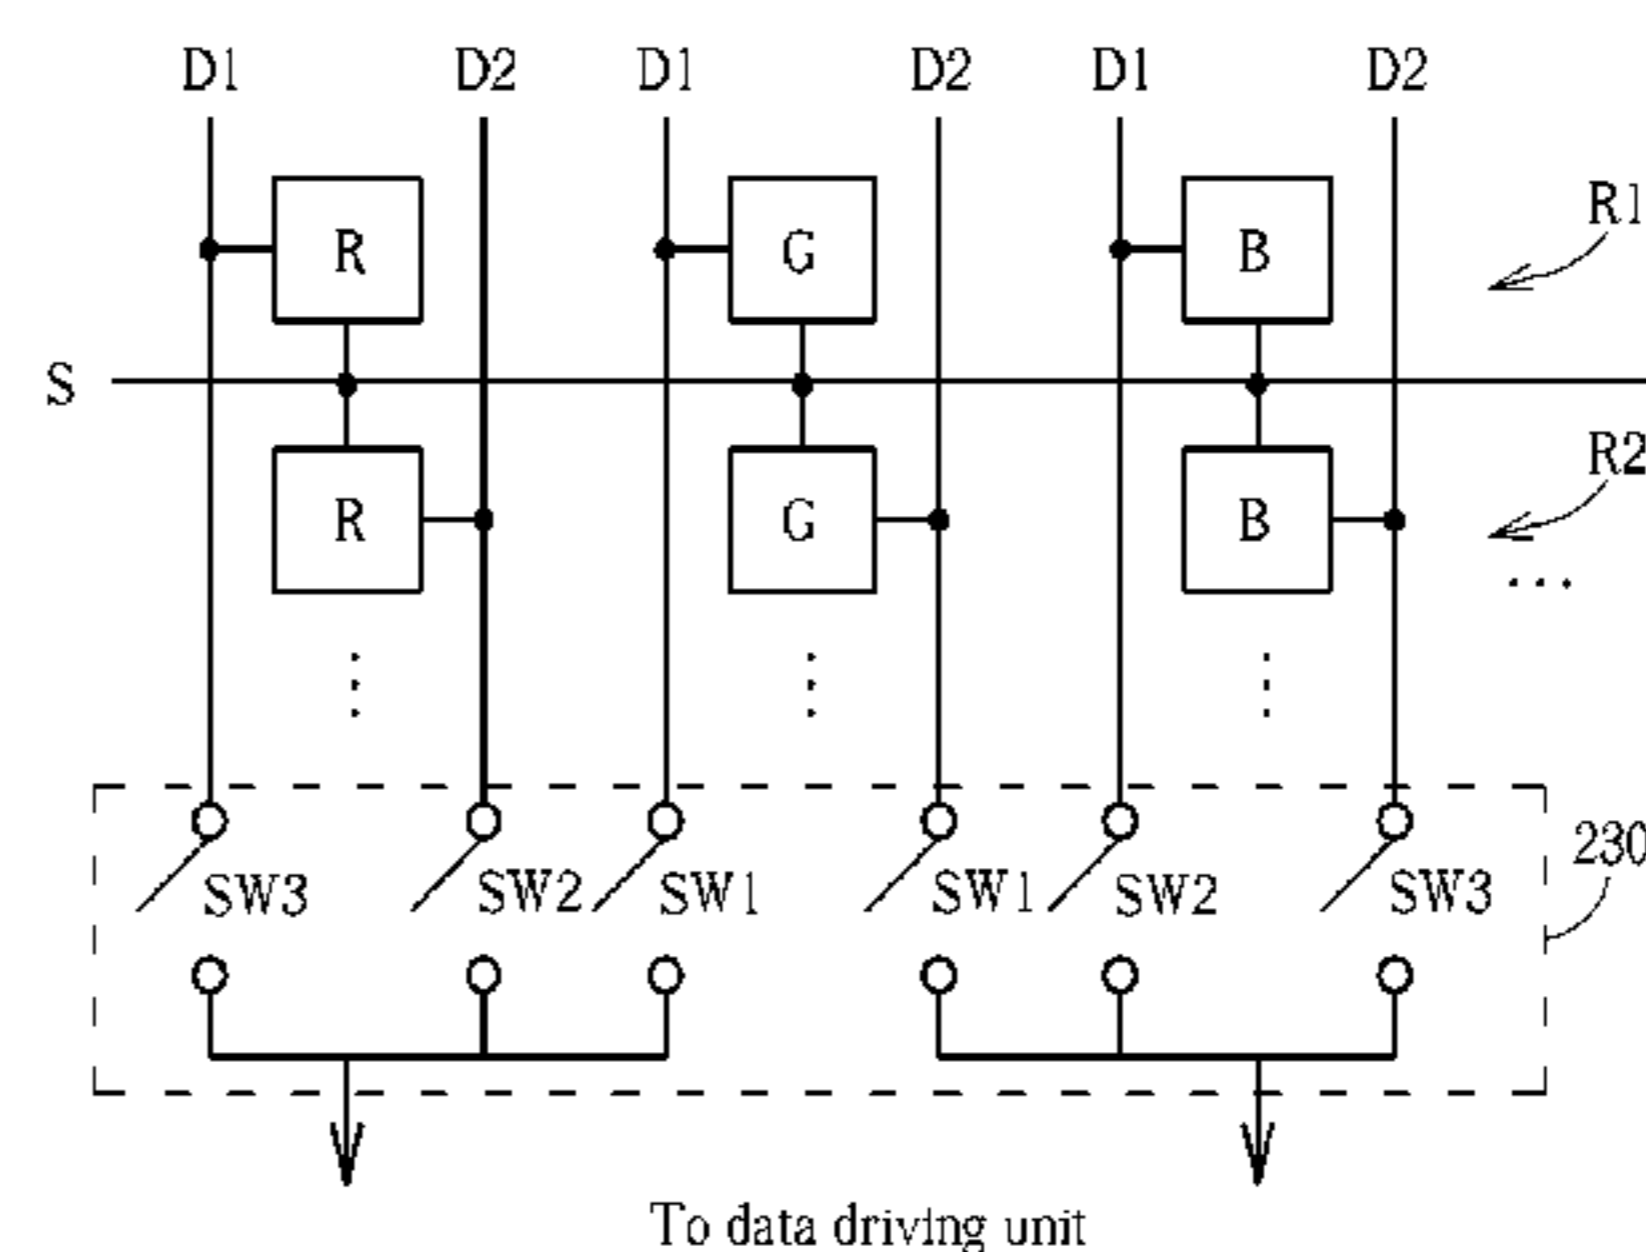 D1 D2 D1 D2 D1 D2
R G B R1
S
R G B R2
...
SW3 SW2 SW1 SW1 SW2 SW3 230
To data driving unit